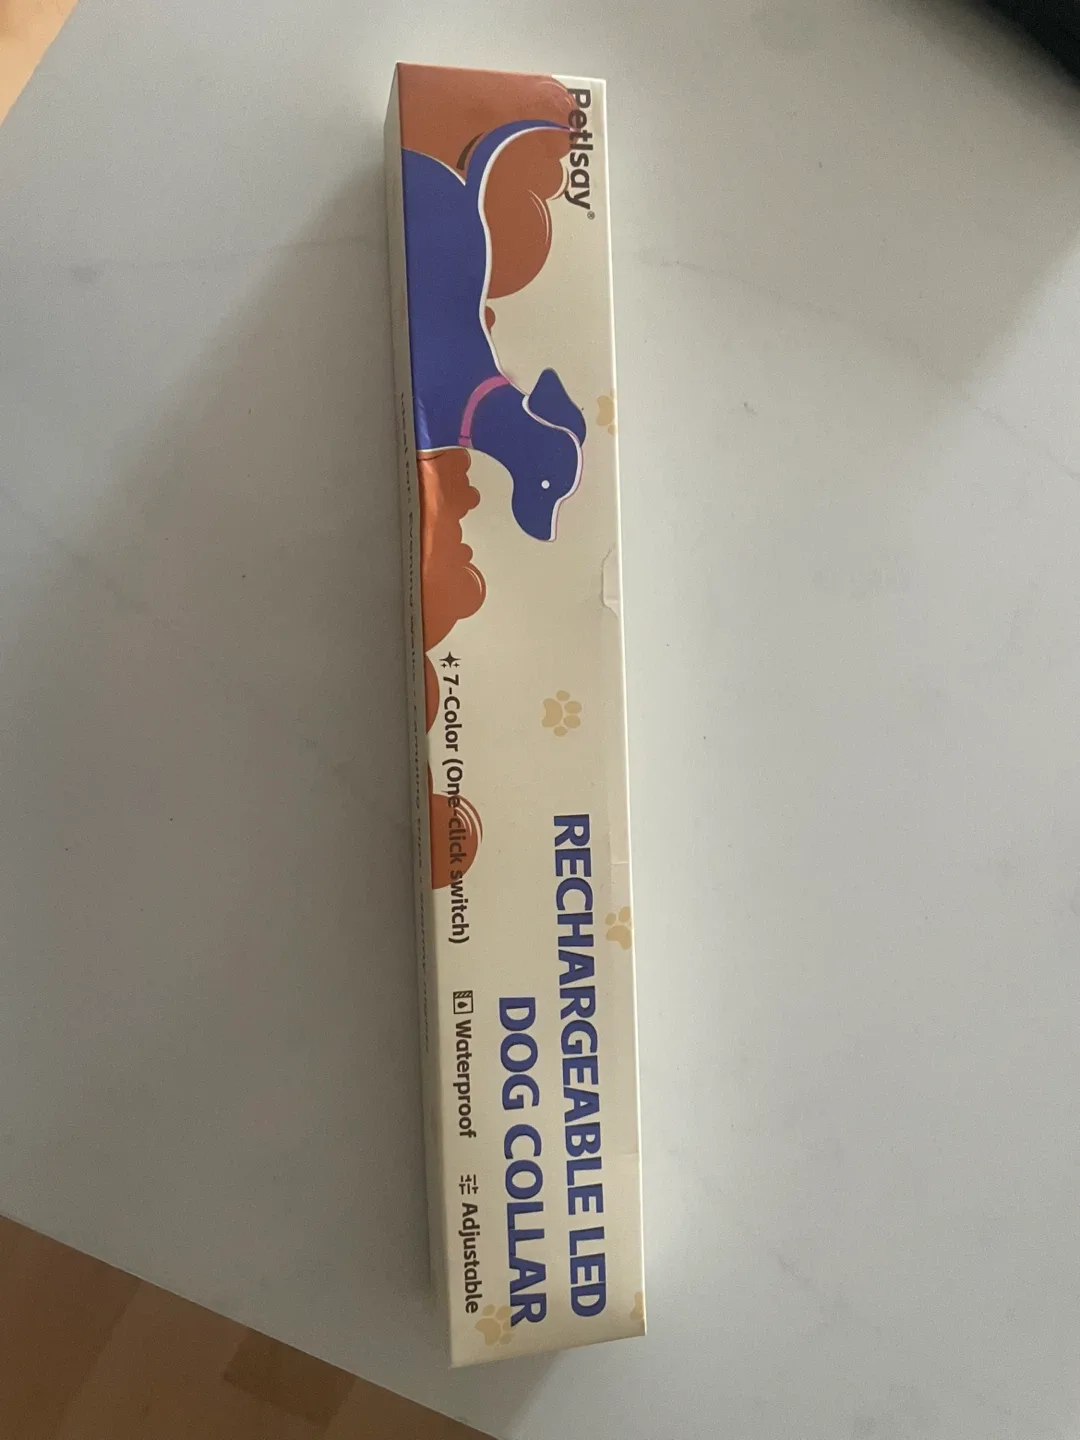 Petlsay®
RECHARGEABLE LED
DOG COLLAR
7-Color (One-click switch)
Waterproof
Adjustable